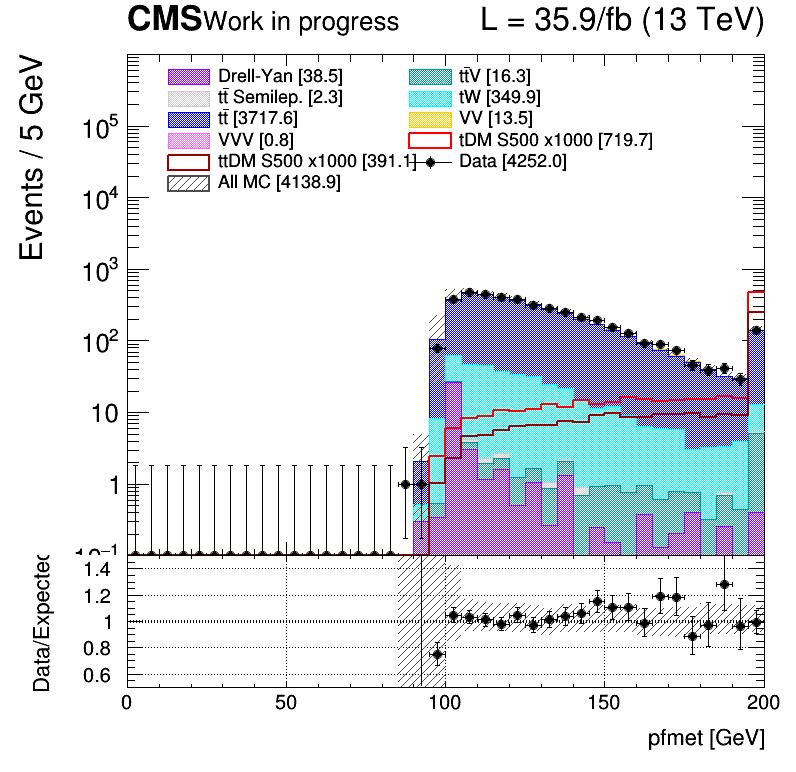 CMS Work in progress L = 35.9/fb (13 TeV)
Events / 5 GeV
Drell-Yan [38.5] tt̄V [16.3]
tt̄ Semilep. [2.3] tW [349.9]
tt̄ [3717.6] VV [13.5]
VVV [0.8] tDM S500 x1000 [719.7]
ttDM S500 x1000 [391.1] Data [4252.0]
All MC [4138.9]
10⁵
10⁴
10³
10²
10
1
10⁻¹
Data/Expected
1.4
1.2
1
0.8
0.6
0 50 100 150 200
pfmet [GeV]